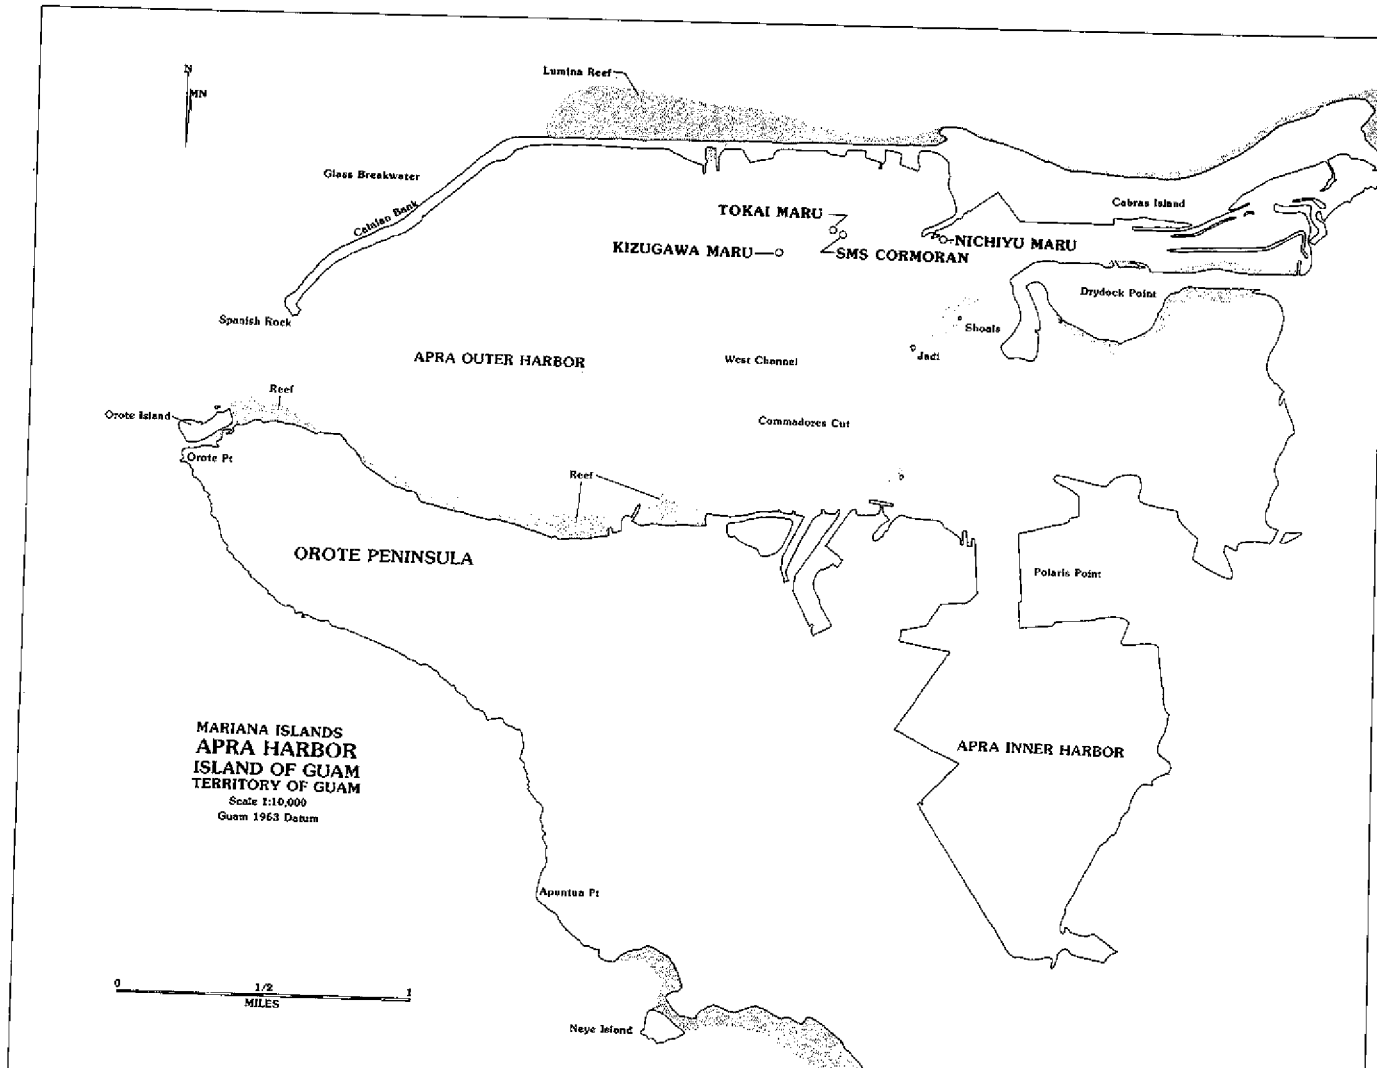 Lumina Reef
N
MN
Glass Breakwater
Calalan Bank
Cabras Island
TOKAI MARU
KIZUGAWA MARU
SMS CORMORAN
NICHIYU MARU
Drydock Point
Spanish Rock
Shoals
Jadi
APRA OUTER HARBOR
West Channel
Reef
Orote Island
Commadores Cut
Orote Pt
Reef
OROTE PENINSULA
Polaris Point
MARIANA ISLANDS
APRA HARBOR
ISLAND OF GUAM
TERRITORY OF GUAM
Scale 1:10,000
Guam 1963 Datum
APRA INNER HARBOR
Apuntua Pt
0 1/2 1
MILES
Neye Island